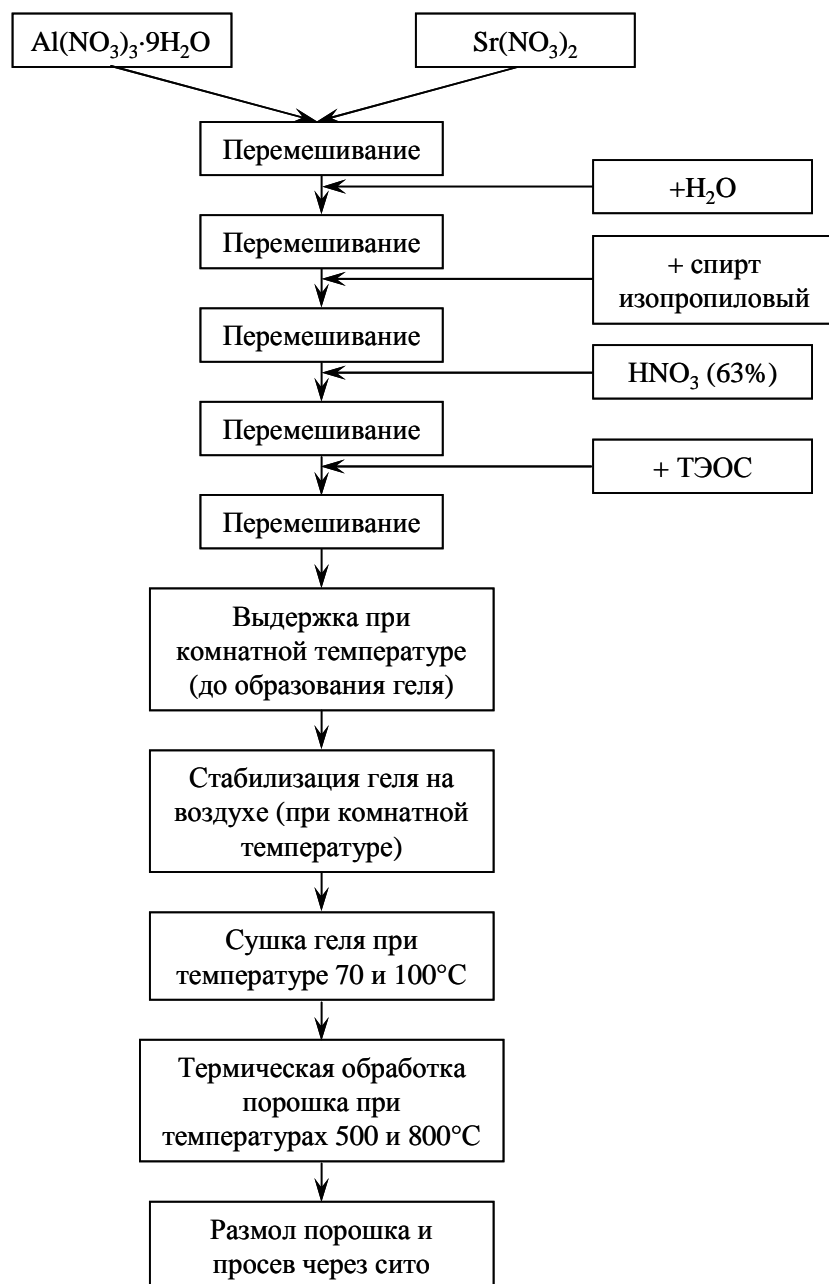 Al(NO₃)₃·9H₂O
Sr(NO₃)₂
Перемешивание
+H₂O
Перемешивание
+ спирт
изопропиловый
Перемешивание
HNO₃ (63%)
Перемешивание
+ ТЭОС
Перемешивание
Выдержка при
комнатной температуре
(до образования геля)
Стабилизация геля на
воздухе (при комнатной
температуре)
Сушка геля при
температуре 70 и 100°С
Термическая обработка
порошка при
температурах 500 и 800°С
Размол порошка и
просев через сито